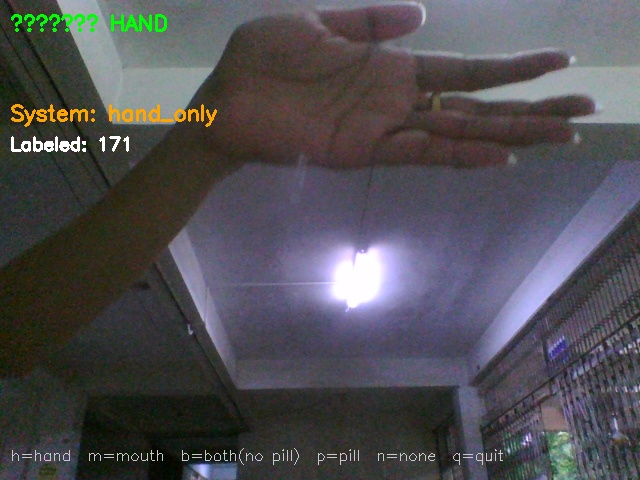 ??????? HAND
System: hand_only
Labeled: 171
h=hand m=mouth b=both(no pill) p=pill n=none q=quit